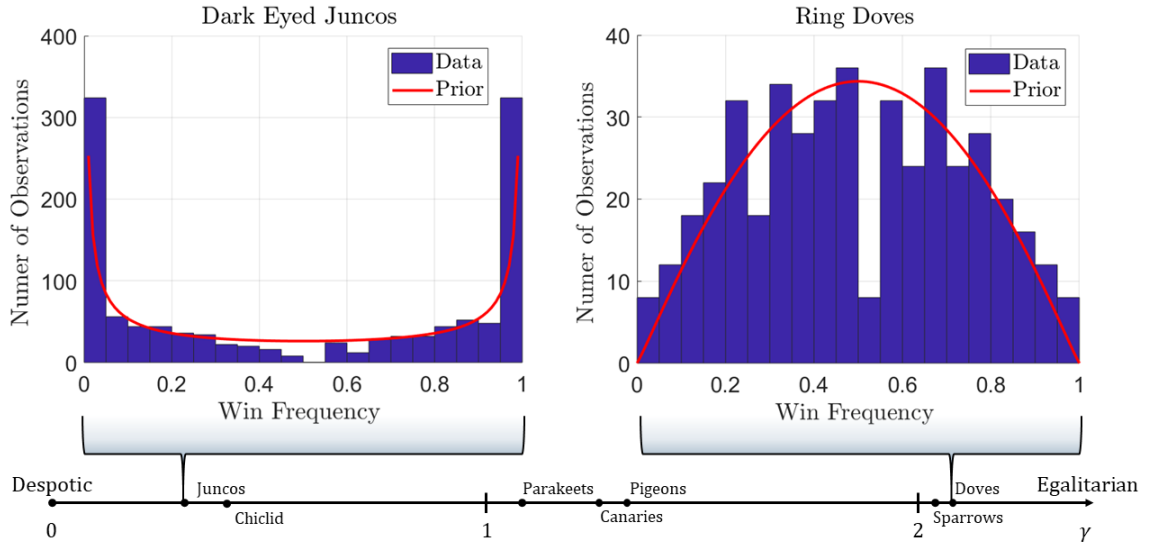 Dark Eyed Juncos
400
300
200
100
0
Numer of Observations
Data
Prior
0 0.2 0.4 0.6 0.8 1
Win Frequency
Ring Doves
40
30
20
10
0
Numer of Observations
Data
Prior
0 0.2 0.4 0.6 0.8 1
Win Frequency
Despotic Juncos Parakeets Pigeons Doves Egalitarian
Chiclid Canaries Sparrows
0 1 2 γ